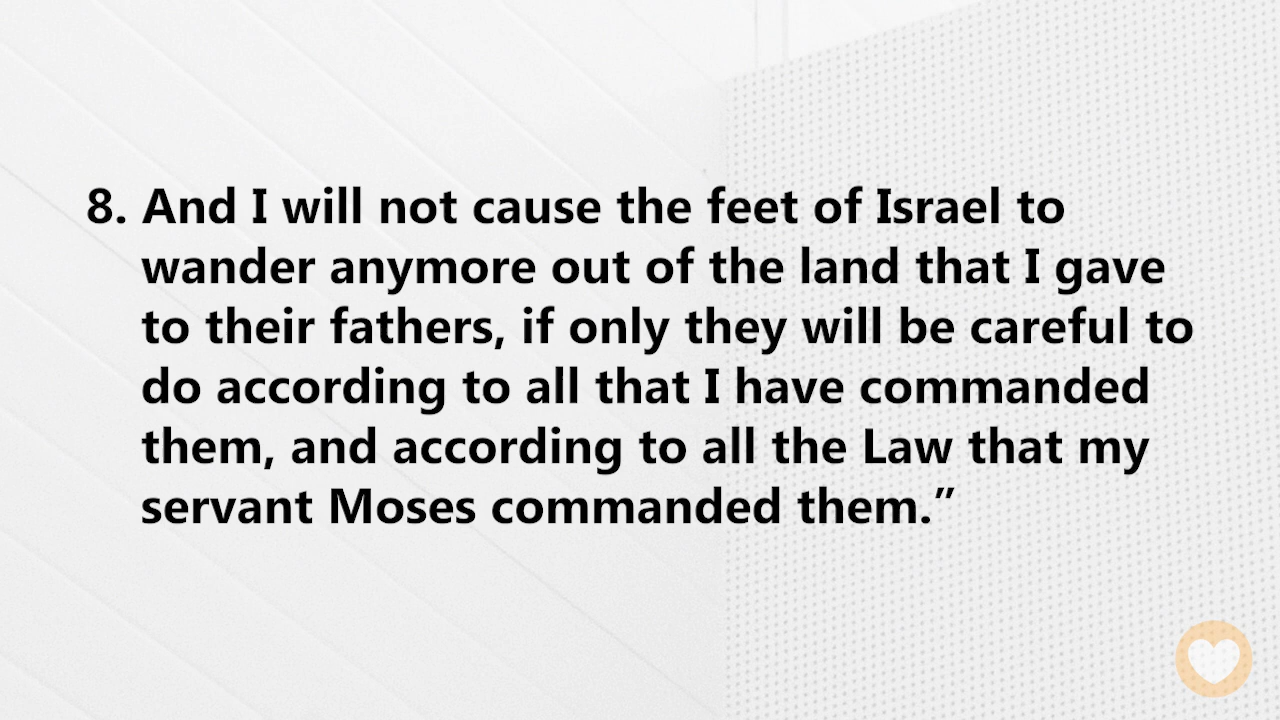 8. And I will not cause the feet of Israel to
wander anymore out of the land that I gave
to their fathers, if only they will be careful to
do according to all that I have commanded
them, and according to all the Law that my
servant Moses commanded them.”